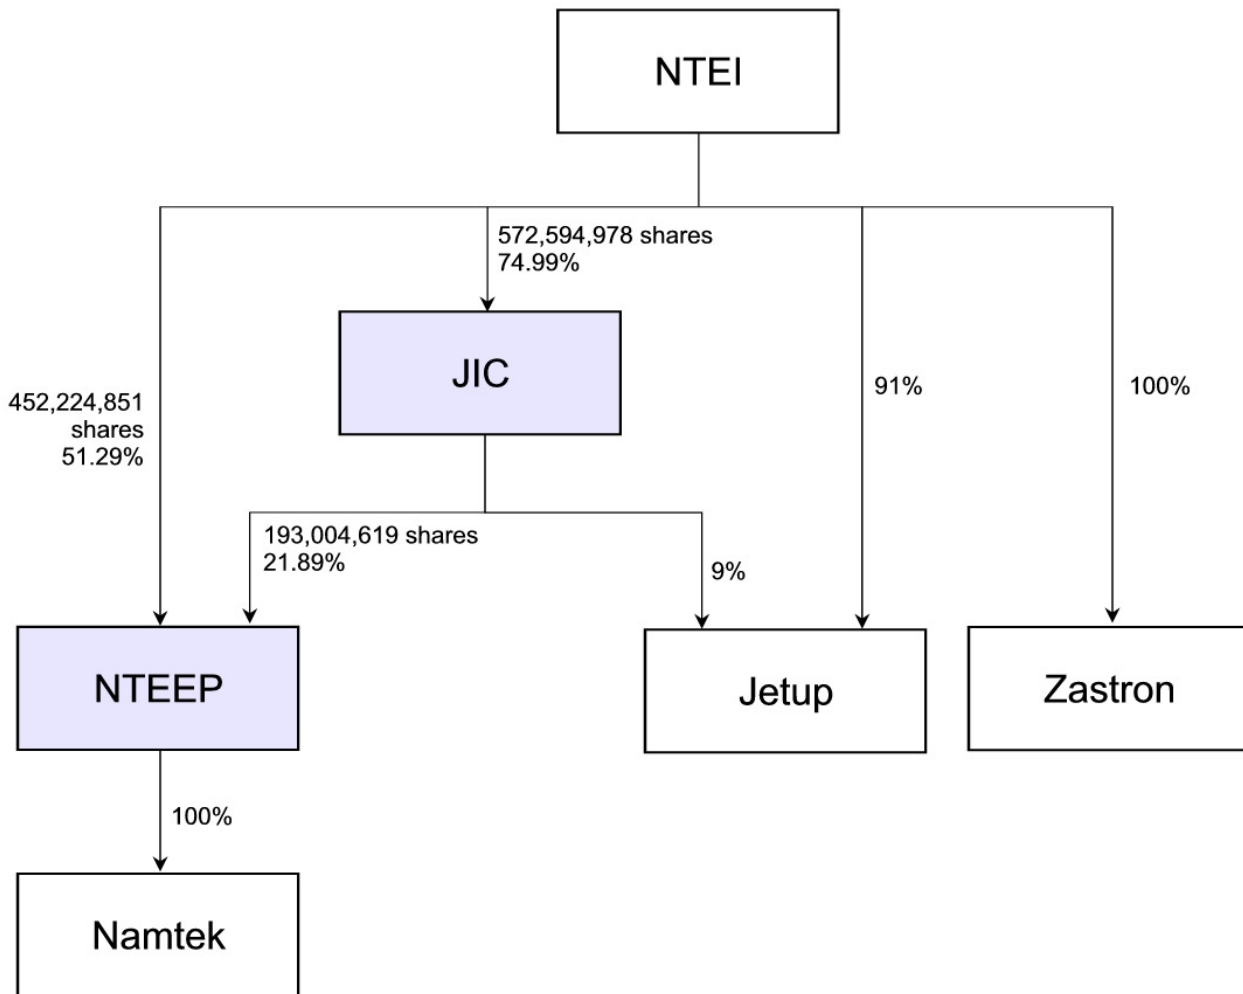 NTEI
572,594,978 shares
74.99%
JIC
452,224,851
shares
51.29%
91%
100%
193,004,619 shares
21.89%
9%
NTEEP
Jetup
Zastron
100%
Namtek